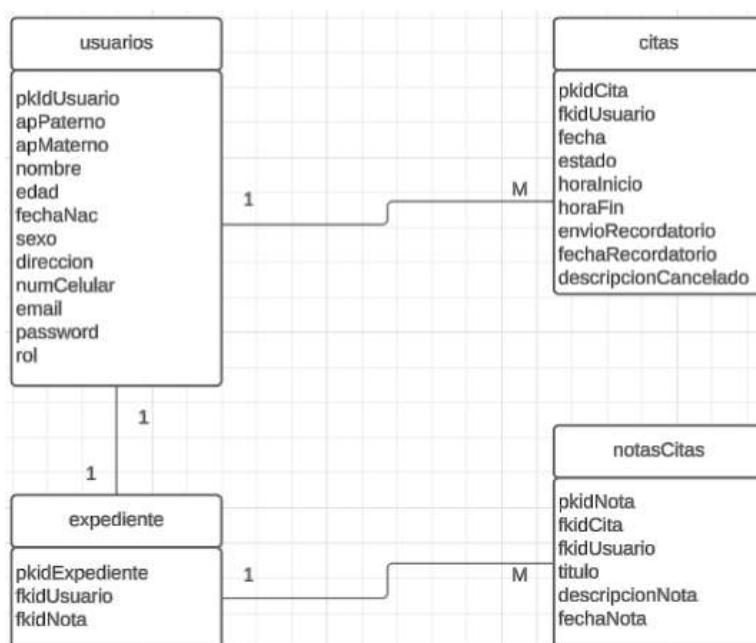 usuarios
pkIdUsuario
apPaterno
apMaterno
nombre
edad
fechaNac
sexo
direccion
numCelular
email
password
rol
1
M
citas
pkidCita
fkidUsuario
fecha
estado
horaInicio
horaFin
envioRecordatorio
fechaRecordatorio
descripcionCancelado
1
1
expediente
pkidExpediente
fkidUsuario
fkidNota
1
M
notasCitas
pkidNota
fkidCita
fkidUsuario
titulo
descripcionNota
fechaNota